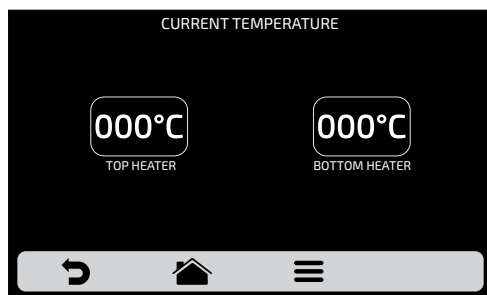 CURRENT TEMPERATURE
000°C 000°C
TOP HEATER BOTTOM HEATER